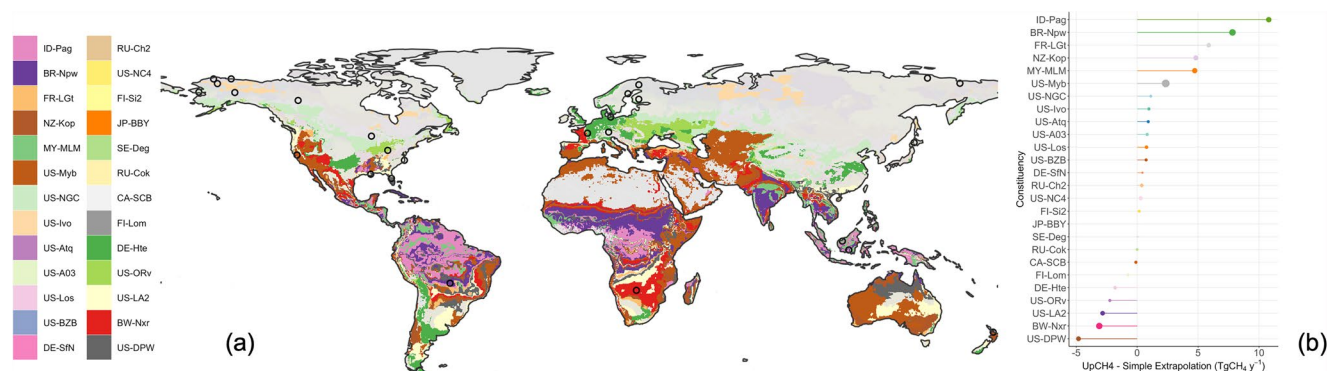 ID-Pag
BR-Npw
FR-LGt
NZ-Kop
MY-MLM
US-Myb
US-NGC
US-Ivo
US-Atq
US-A03
US-Los
US-BZB
DE-SfN
RU-Ch2
US-NC4
FI-Si2
JP-BBY
SE-Deg
RU-Cok
CA-SCB
FI-Lom
DE-Hte
US-ORv
US-LA2
BW-Nxr
US-DPW
(a)
Constituency
ID-Pag
BR-Npw
FR-LGt
NZ-Kop
MY-MLM
US-Myb
US-NGC
US-Ivo
US-Atq
US-A03
US-Los
US-BZB
DE-SfN
RU-Ch2
US-NC4
FI-Si2
JP-BBY
SE-Deg
RU-Cok
CA-SCB
FI-Lom
DE-Hte
US-ORv
US-LA2
BW-Nxr
US-DPW
-5 0 5 10
UpCH4 - Simple Extrapolation (TgCH₄ y⁻¹)
(b)